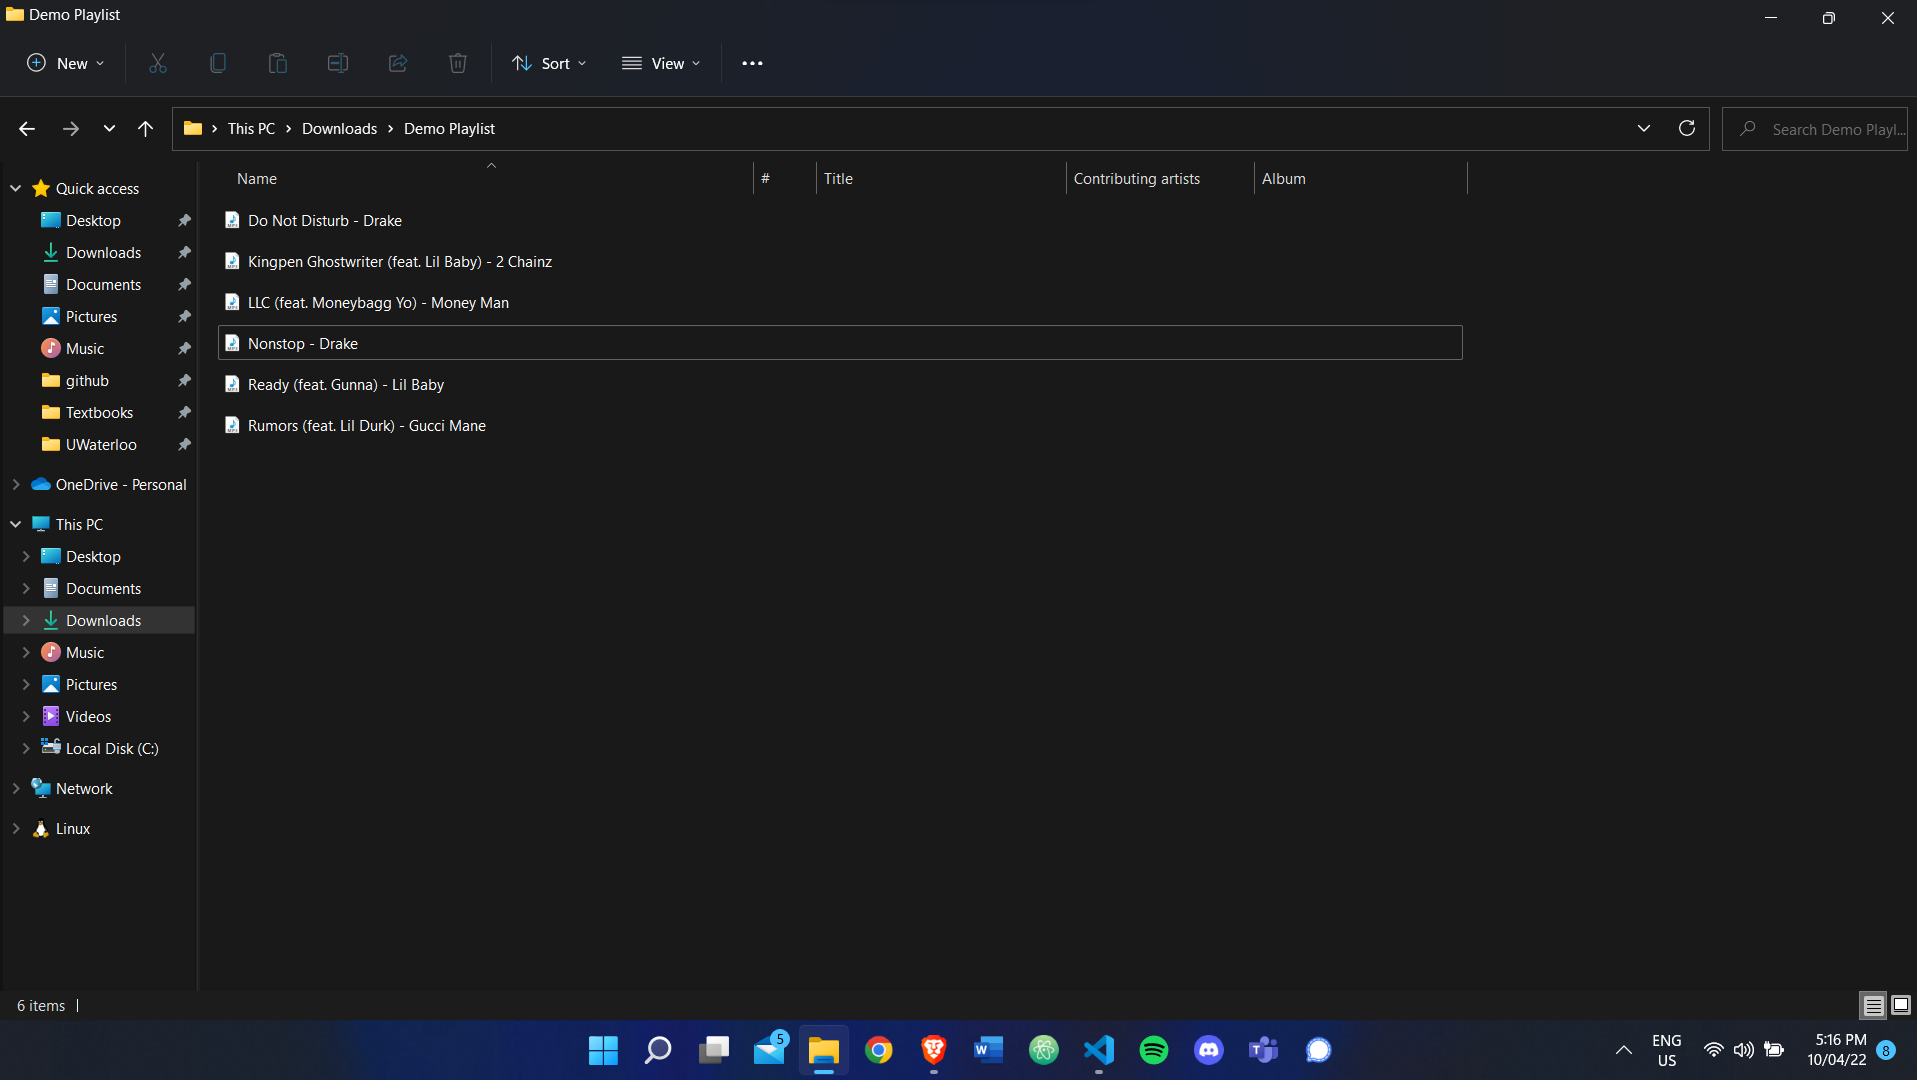 Demo Playlist
New
Sort
View
This PC
Downloads
Demo Playlist
Search Demo Playl...
Name
#
Title
Contributing artists
Album
Quick access
Desktop
Downloads
Documents
Pictures
Music
github
Textbooks
UWaterloo
OneDrive - Personal
This PC
Desktop
Documents
Downloads
Music
Pictures
Videos
Local Disk (C:)
Network
Linux
Do Not Disturb - Drake
Kingpen Ghostwriter (feat. Lil Baby) - 2 Chainz
LLC (feat. Moneybagg Yo) - Money Man
Nonstop - Drake
Ready (feat. Gunna) - Lil Baby
Rumors (feat. Lil Durk) - Gucci Mane
6 items
5
W
T
ENG
US
5:16 PM
10/04/22
8